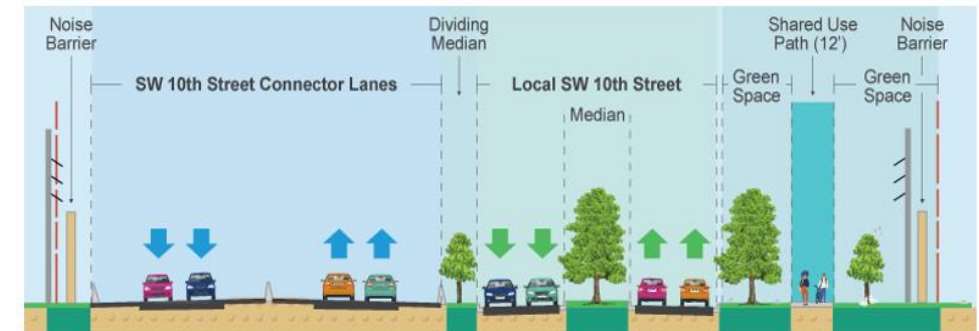 Noise
Barrier
SW 10th Street Connector Lanes
Dividing
Median
Local SW 10th Street
Median
Green
Space
Shared Use
Path (12')
Green
Space
Noise
Barrier